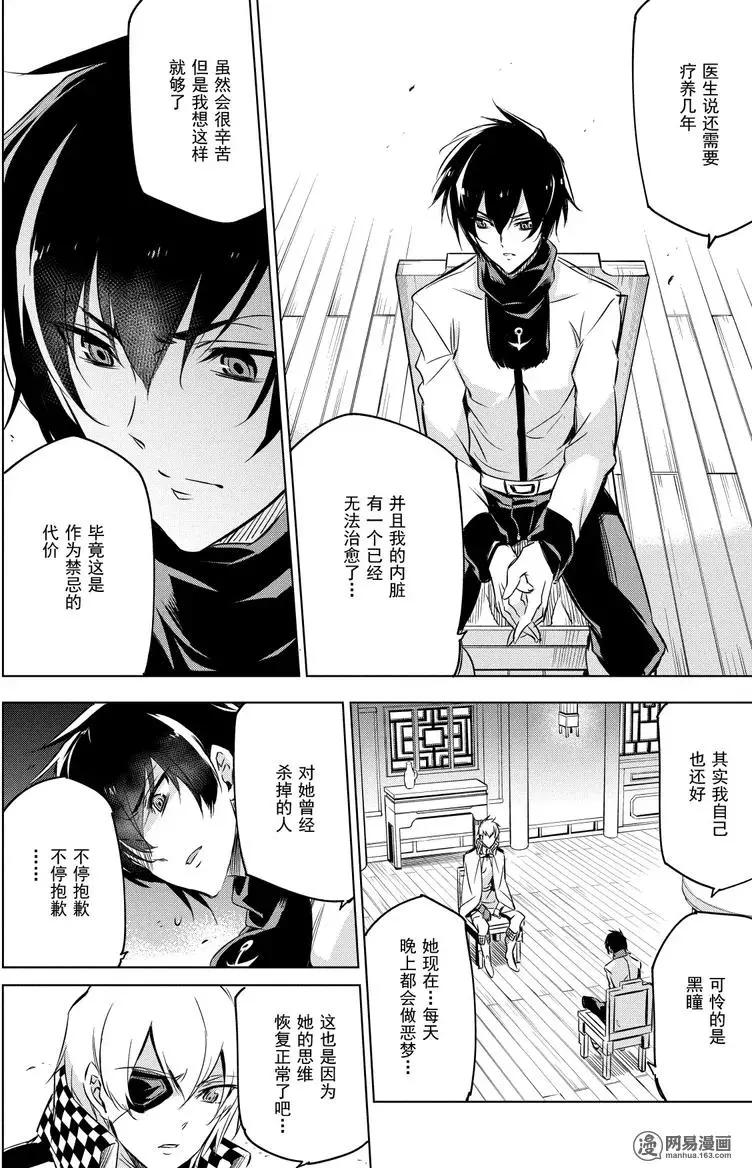 医生说还需要
疗养几年
并且我的内脏
有一个已经
无法治愈了…
虽然会很辛苦
但是我想这样
就够了
毕竟这是
作为禁忌的
代价
其实我自己
也还好
可怜的是
黑瞳
她现在…每天
晚上都会做恶梦…
对她曾经
杀掉的人
不停抱歉
不停抱歉
……
这也是因为
她的思维
恢复正常了吧…
漫 网易漫画
manhua.163.com